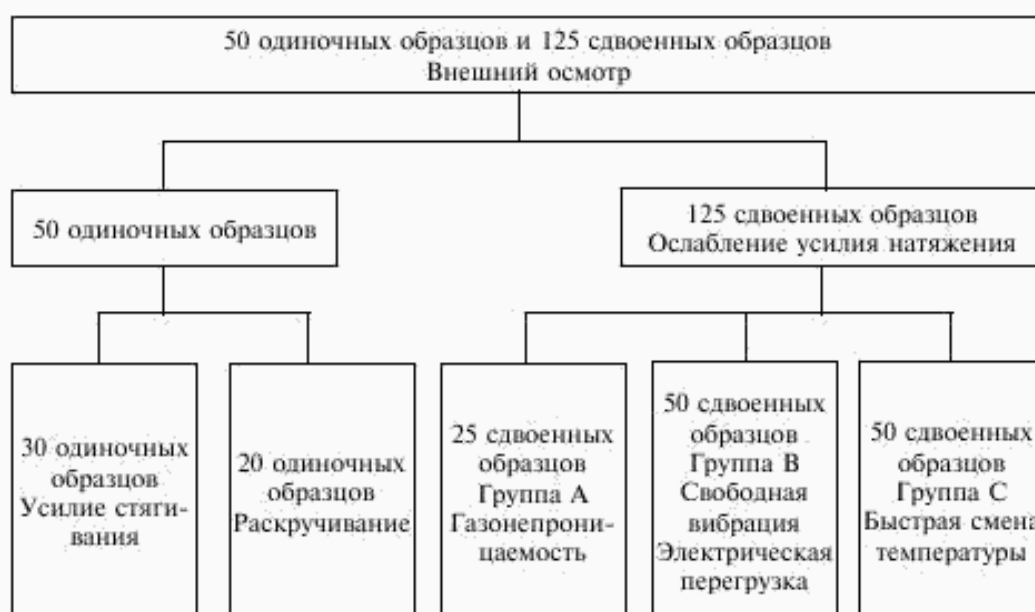 50 одиночных образцов и 125 сдвоенных образцов
Внешний осмотр
50 одиночных образцов
125 сдвоенных образцов
Ослабление усилия натяжения
30 одиночных
образцов
Усилие стяги-
вания
20 одиночных
образцов
Раскручивание
25 сдвоенных
образцов
Группа А
Газонепрони-
цаемость
50 сдвоенных
образцов
Группа В
Свободная
вибрация
Электрическая
перегрузка
50 сдвоенных
образцов
Группа С
Быстрая смена
температуры